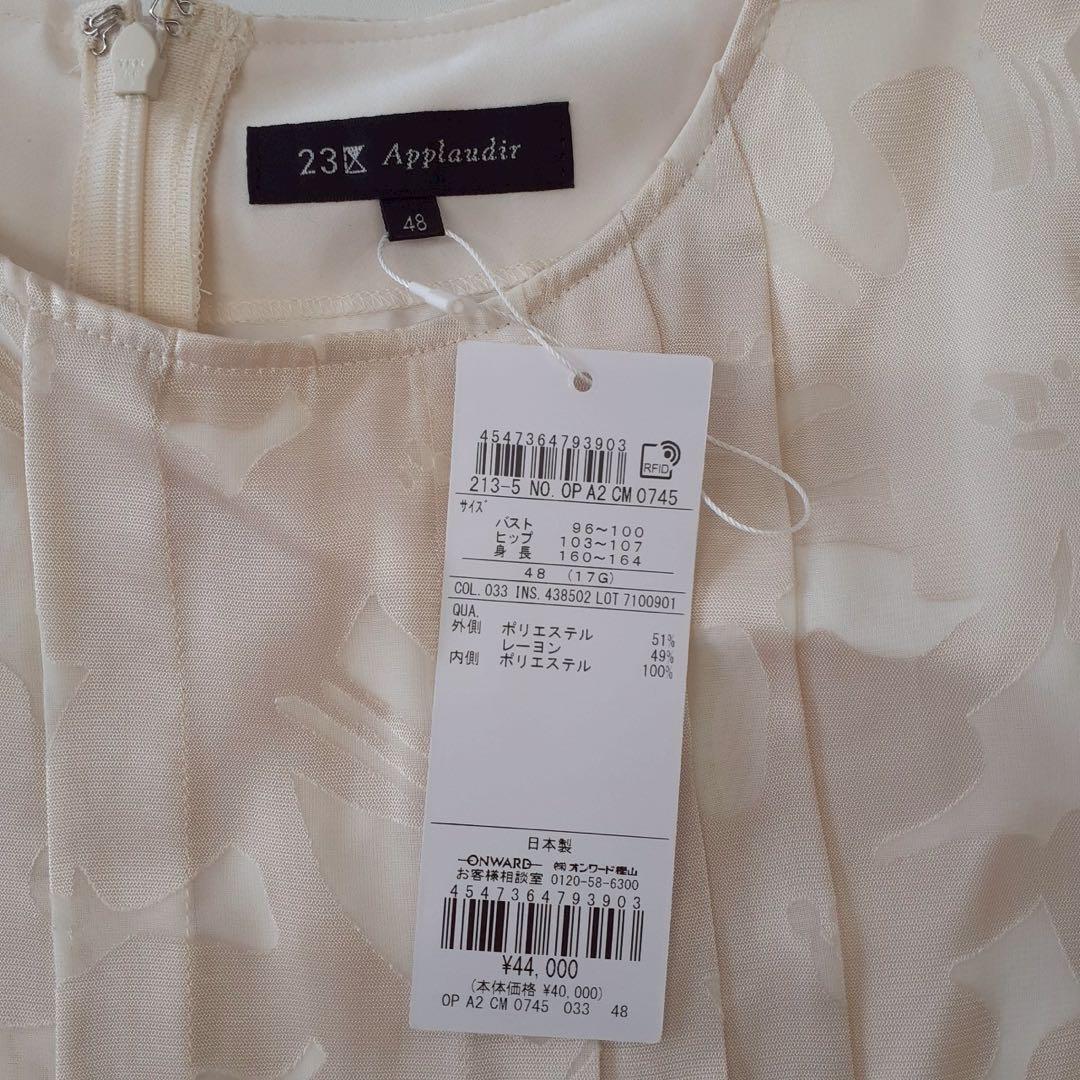 YKK
23区 Applaudir
48
4547364793903
RFID
213-5 NO. OP A2 CM 0745
サイズ
バスト 96～100
ヒップ 103～107
身長 160～164
48 (17G)
COL. 033 INS. 438502 LOT 7100901
QUA.
外側 ポリエステル 51%
レーヨン 49%
内側 ポリエステル 100%
日本製
ONWARD ㈱オンワード樫山
お客様相談室 0120-58-6300
4547364793903
¥44,000
(本体価格 ¥40,000)
OP A2 CM 0745 033 48